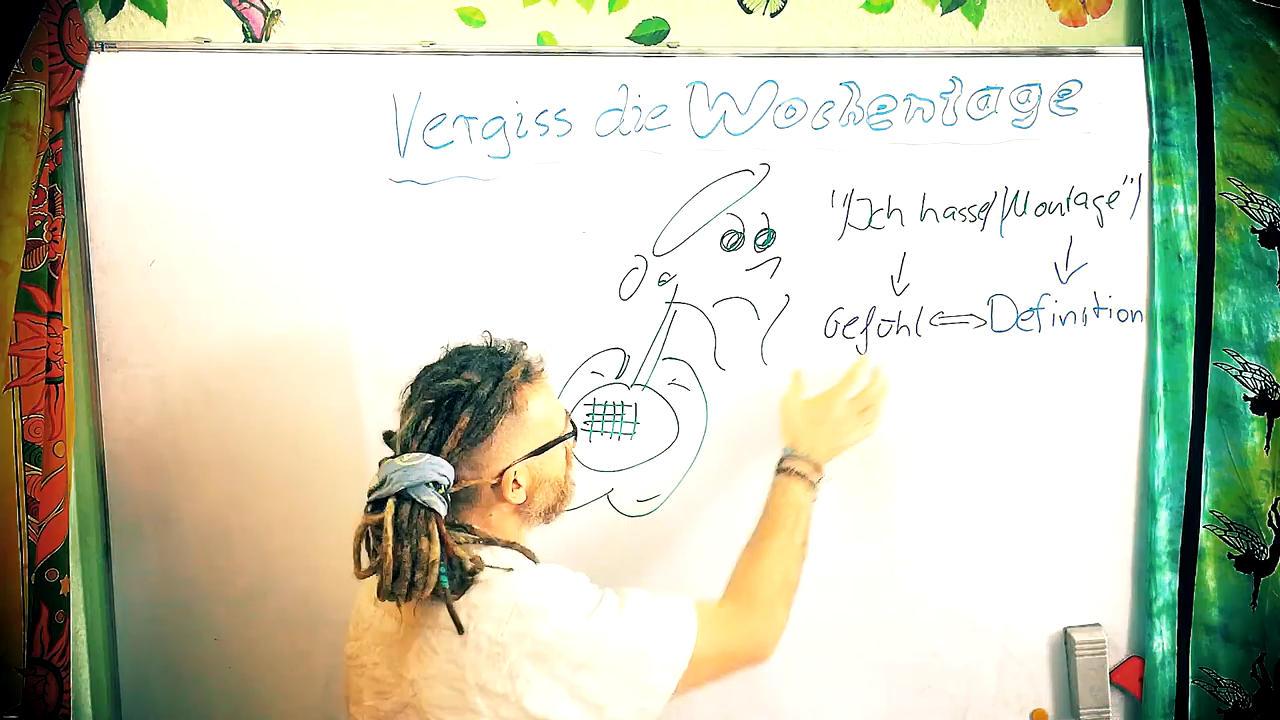 Vergiss die Wochentage
"Ich hasse Montage"
Gefühl ⇔ Definition